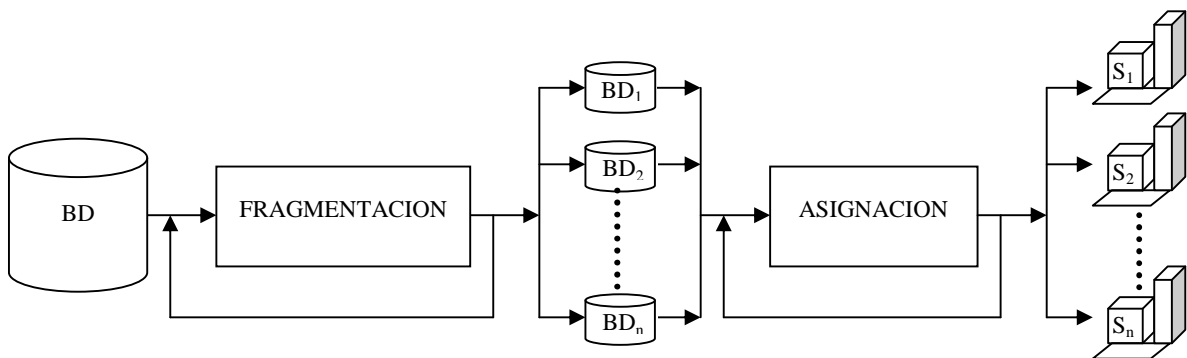 BD
FRAGMENTACION
BD₁
BD₂
BDₙ
ASIGNACION
S₁
S₂
Sₙ